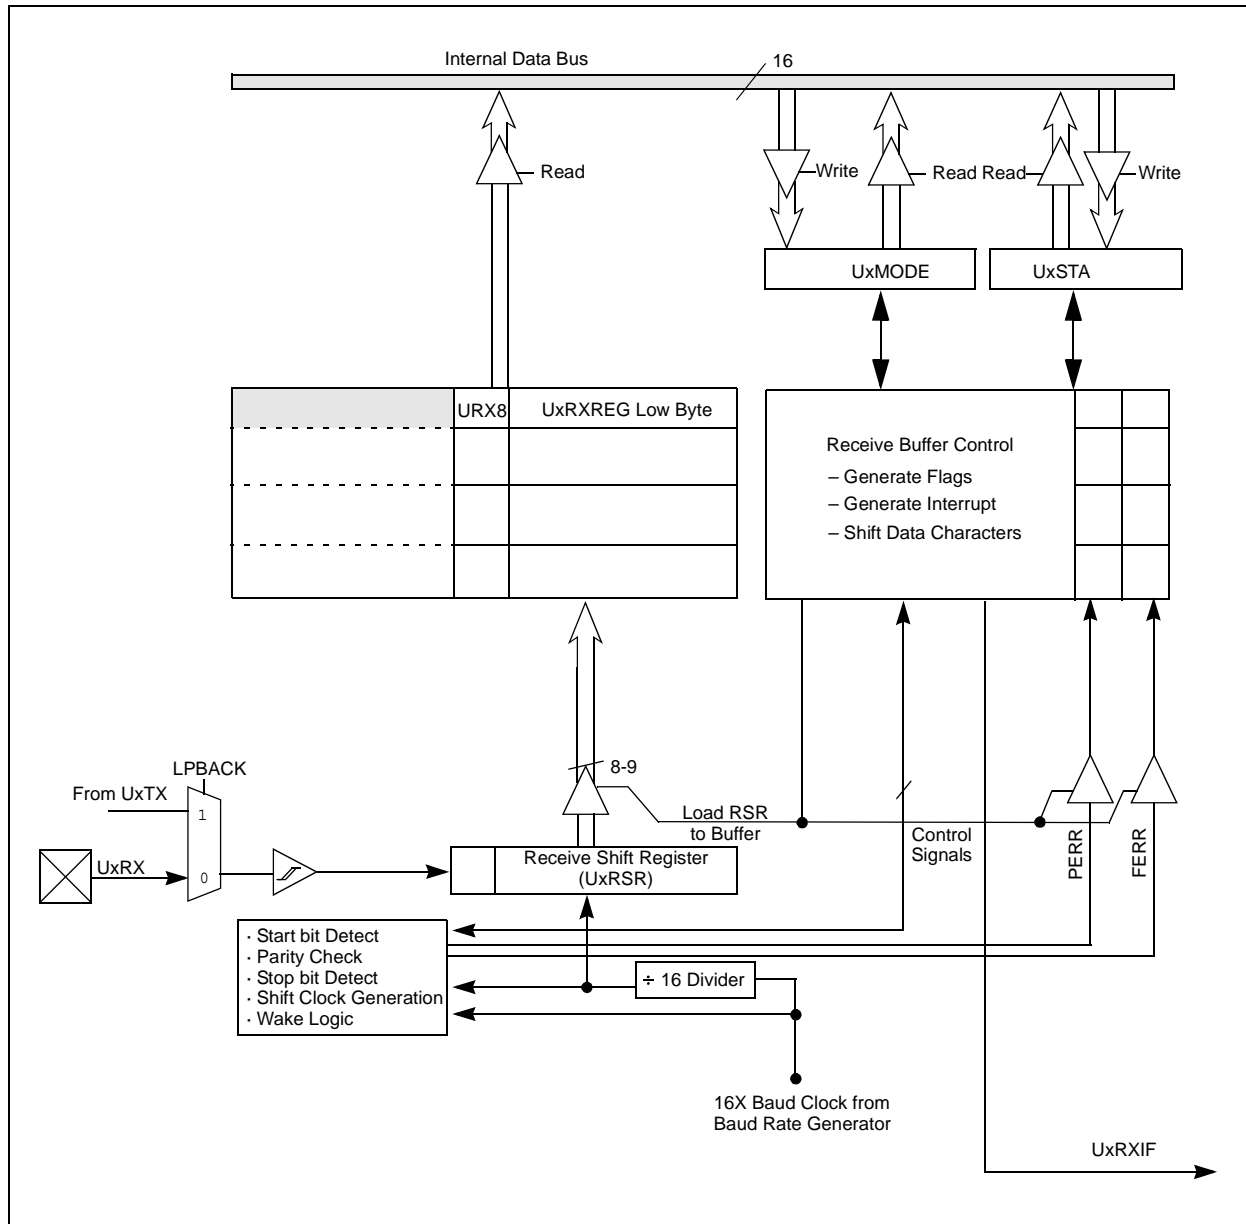 Internal Data Bus
16
Read
Write
Read Read
Write
UxMODE
UxSTA
URX8
UxRXREG Low Byte
Receive Buffer Control
– Generate Flags
– Generate Interrupt
– Shift Data Characters
8-9
LPBACK
From UxTX
1
UxRX
0
Load RSR
to Buffer
Control
Signals
PERR
FERR
Receive Shift Register
(UxRSR)
· Start bit Detect
· Parity Check
· Stop bit Detect
· Shift Clock Generation
· Wake Logic
÷ 16 Divider
16X Baud Clock from
Baud Rate Generator
UxRXIF